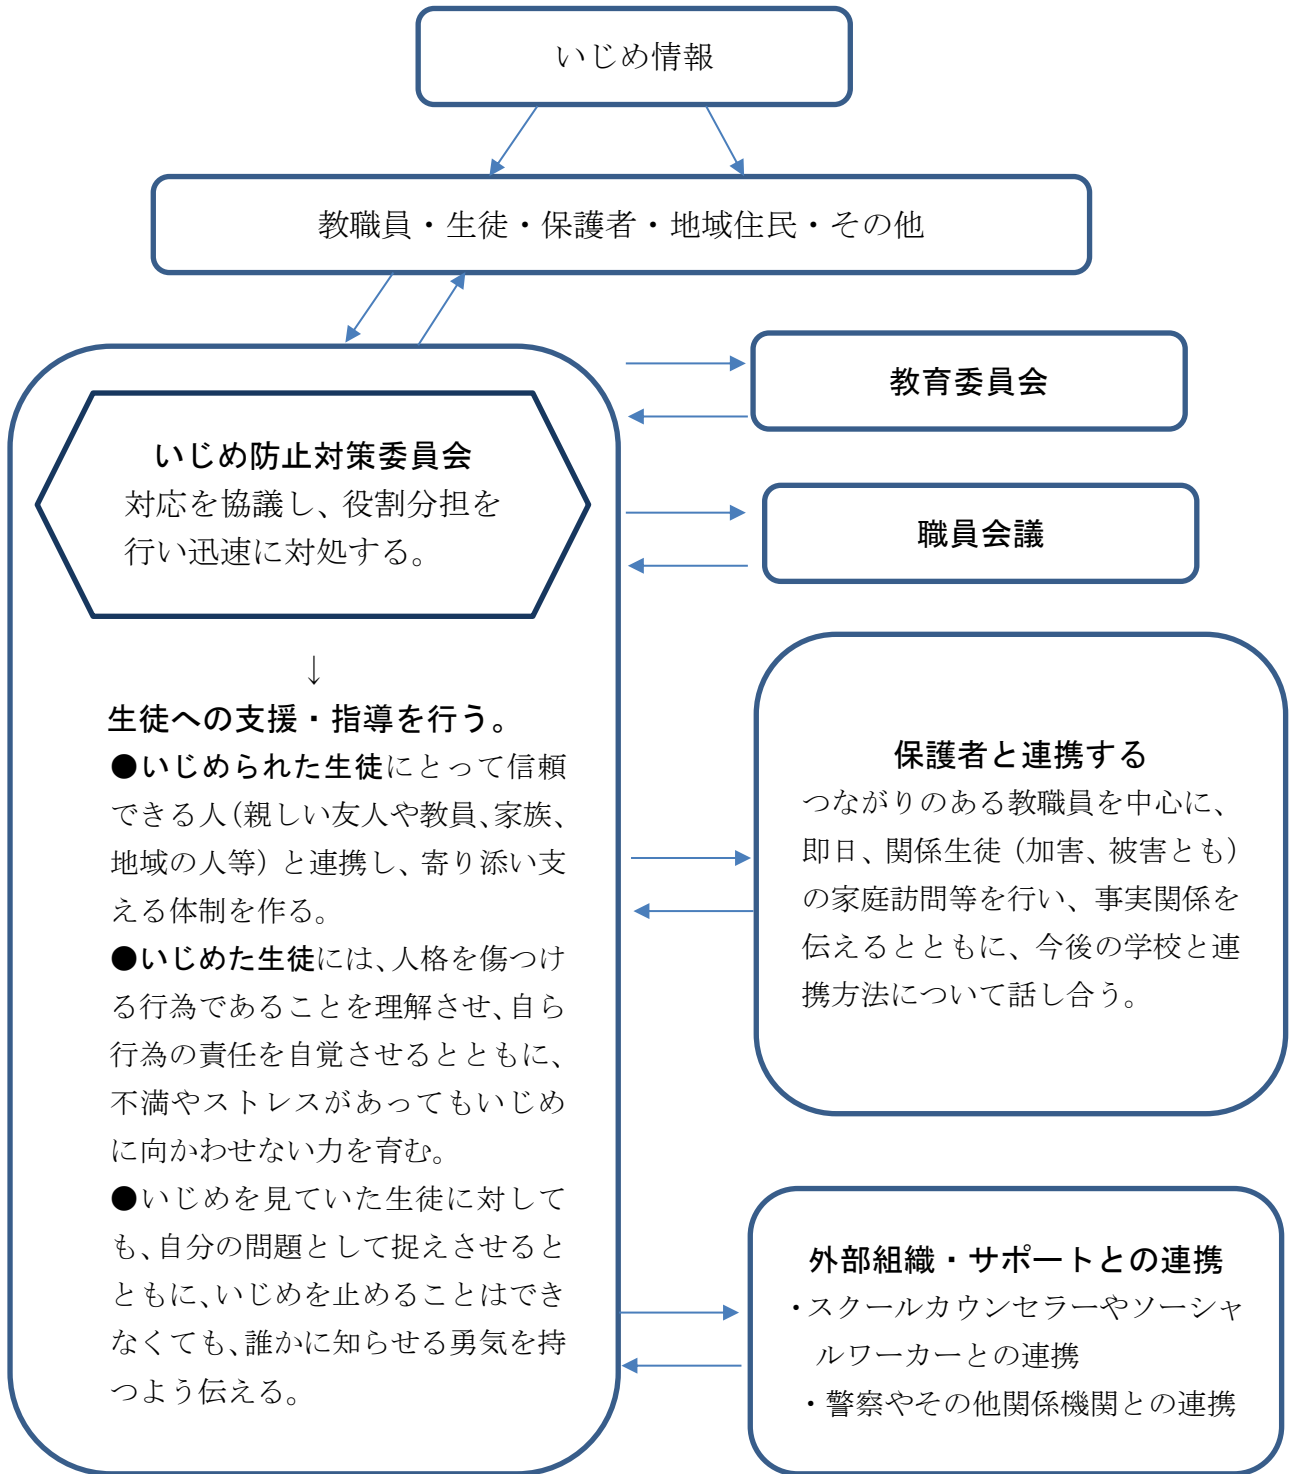 いじめ情報
教職員・生徒・保護者・地域住民・その他
いじめ防止対策委員会
対応を協議し、役割分担を
行い迅速に対処する。
↓
生徒への支援・指導を行う。
●いじめられた生徒にとって信頼
できる人（親しい友人や教員、家族、
地域の人等）と連携し、寄り添い支
える体制を作る。
●いじめた生徒には、人格を傷つけ
る行為であることを理解させ、自ら
行為の責任を自覚させるとともに、
不満やストレスがあってもいじめ
に向かわせない力を育む。
●いじめを見ていた生徒に対して
も、自分の問題として捉えさせると
ともに、いじめを止めることはでき
なくても、誰かに知らせる勇気を持
つよう伝える。
教育委員会
職員会議
保護者と連携する
つながりのある教職員を中心に、
即日、関係生徒（加害、被害とも）
の家庭訪問等を行い、事実関係を
伝えるとともに、今後の学校と連
携方法について話し合う。
外部組織・サポートとの連携
・スクールカウンセラーやソーシャ
ルワーカーとの連携
・警察やその他関係機関との連携